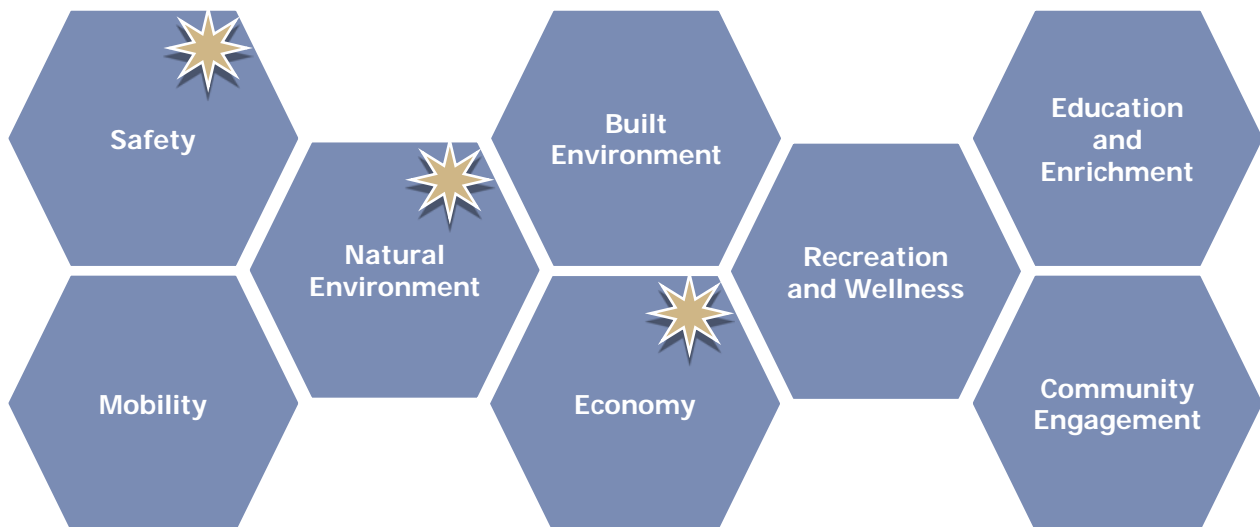 Safety
Mobility
Natural
Environment
Built
Environment
Economy
Recreation
and Wellness
Education
and
Enrichment
Community
Engagement